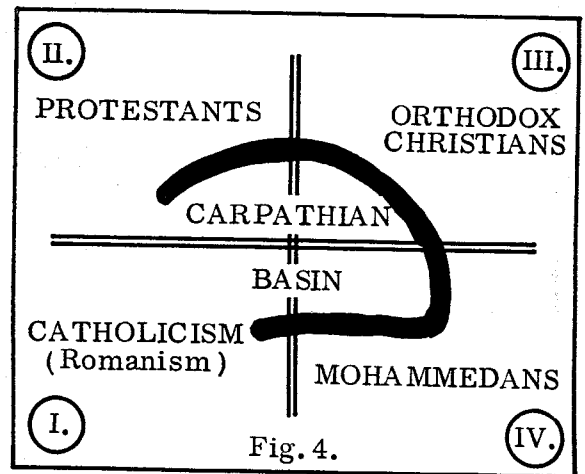 II.
III.
PROTESTANTS
ORTHODOX
CHRISTIANS
CARPATHIAN
BASIN
CATHOLICISM
(Romanism)
MOHAMMEDANS
I.
Fig. 4.
IV.